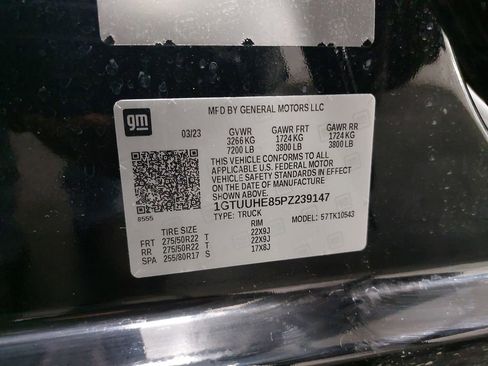 MFD BY GENERAL MOTORS LLC
gm
03/23 GVWR GAWR FRT GAWR RR
3266 KG 1724 KG 1724 KG
7200 LB 3800 LB 3800 LB
THIS VEHICLE CONFORMS TO ALL
APPLICABLE U.S. FEDERAL MOTOR
VEHICLE SAFETY STANDARDS IN EFFECT
ON THE DATE OF MANUFACTURE
SHOWN ABOVE.
1GTUUHE85PZ239147
8555
TYPE: TRUCK MODEL: 57TK10543
TIRE SIZE RIM
FRT 275/50R22 T 22X9J
RR 275/50R22 T 22X9J
SPA 255/80R17 S 17X8J